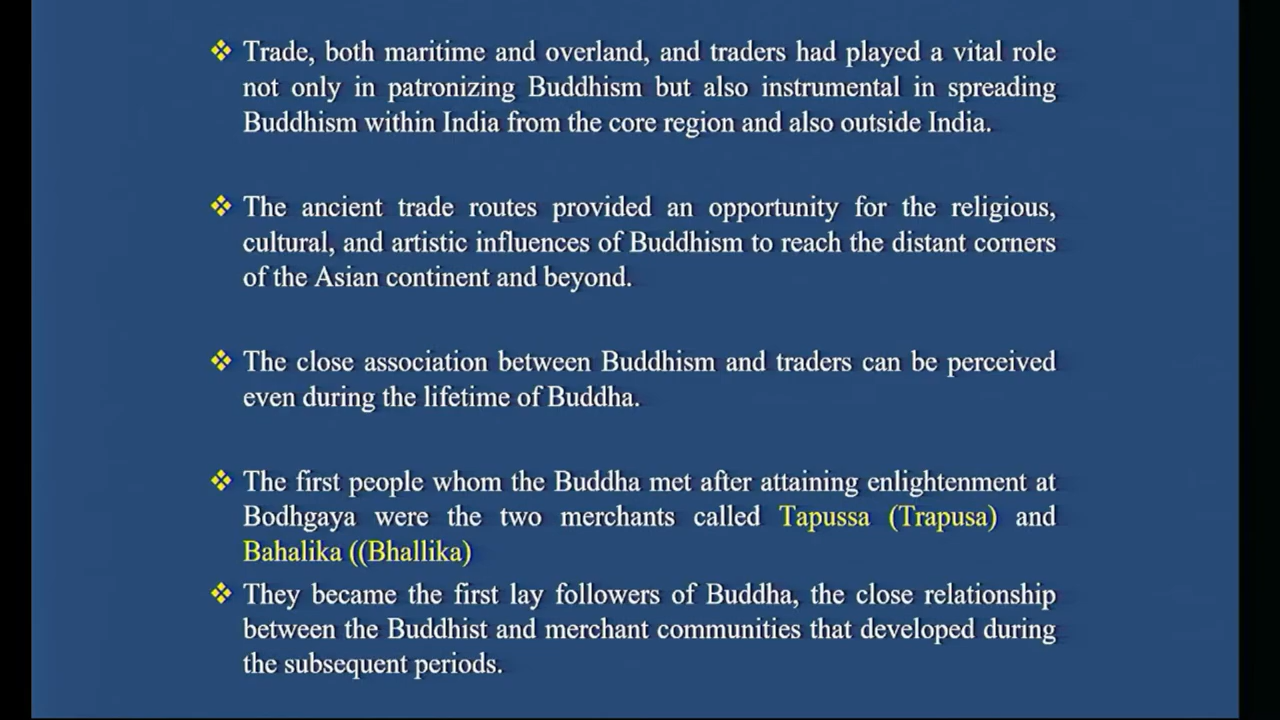 ❖ Trade, both maritime and overland, and traders had played a vital role
not only in patronizing Buddhism but also instrumental in spreading
Buddhism within India from the core region and also outside India.
❖ The ancient trade routes provided an opportunity for the religious,
cultural, and artistic influences of Buddhism to reach the distant corners
of the Asian continent and beyond.
❖ The close association between Buddhism and traders can be perceived
even during the lifetime of Buddha.
❖ The first people whom the Buddha met after attaining enlightenment at
Bodhgaya were the two merchants called Tapussa (Trapusa) and
Bahalika ((Bhallika)
❖ They became the first lay followers of Buddha, the close relationship
between the Buddhist and merchant communities that developed during
the subsequent periods.